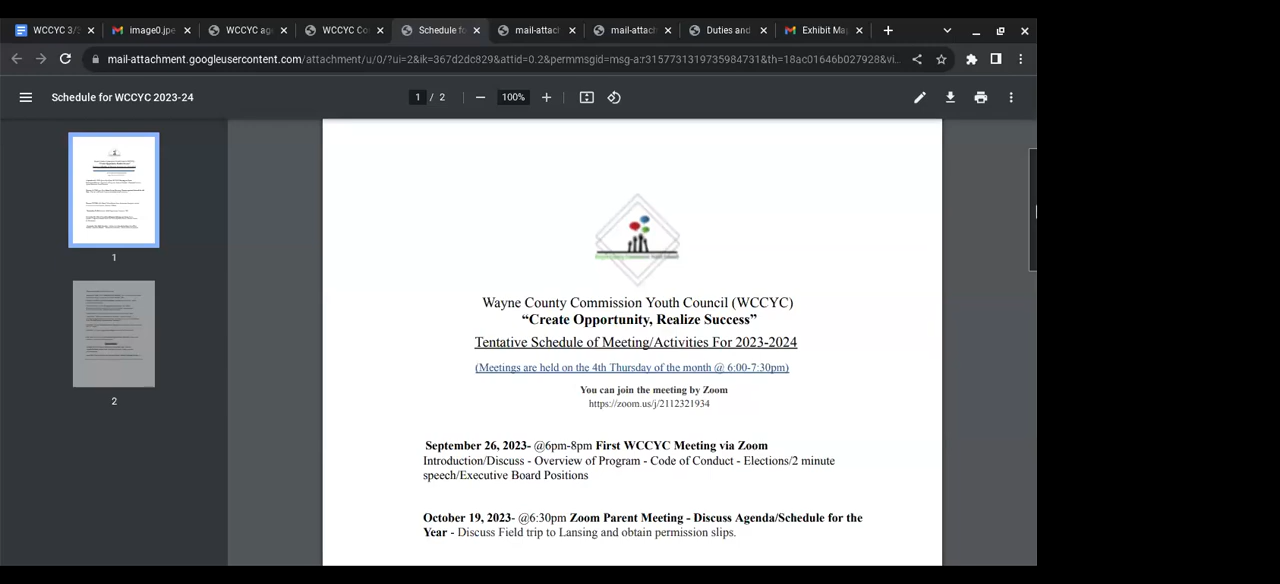 WCCYC 3/
image0.jpe
WCCYC ag
WCCYC Co
Schedule fo
mail-attach
mail-attach
Duties and
Exhibit Ma
mail-attachment.googleusercontent.com/attachment/u/0/?ui=2&ik=367d2dc829&attid=0.2&permmsgid=msg-a:r3157731319735984731&th=18ac01646b027928&vi...
Schedule for WCCYC 2023-24
1 / 2
100%
1
2
Wayne County Commission Youth Council (WCCYC)
“Create Opportunity, Realize Success”
Tentative Schedule of Meeting/Activities For 2023-2024
(Meetings are held on the 4th Thursday of the month @ 6:00-7:30pm)
You can join the meeting by Zoom
https://zoom.us/j/2112321934
September 26, 2023- @6pm-8pm First WCCYC Meeting via Zoom
Introduction/Discuss - Overview of Program - Code of Conduct - Elections/2 minute
speech/Executive Board Positions
October 19, 2023- @6:30pm Zoom Parent Meeting - Discuss Agenda/Schedule for the
Year - Discuss Field trip to Lansing and obtain permission slips.